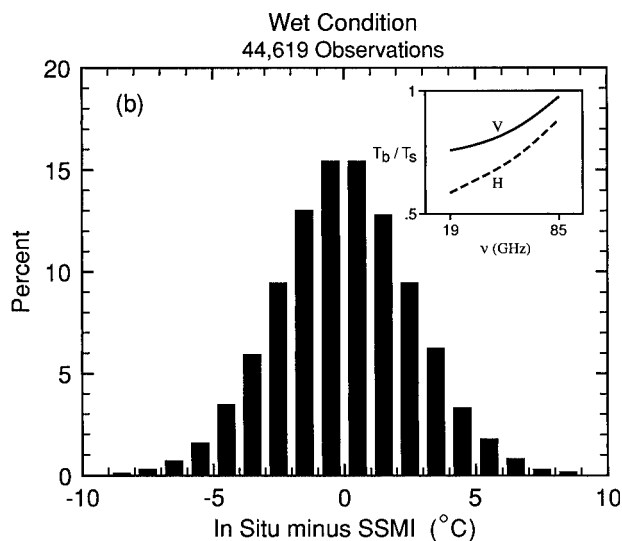 Wet Condition
44,619 Observations
(b)
Percent
20
15
10
5
0
-10
-5
0
5
10
In Situ minus SSMI (°C)
1
T_b / T_s
.5
V
H
19
85
ν (GHz)